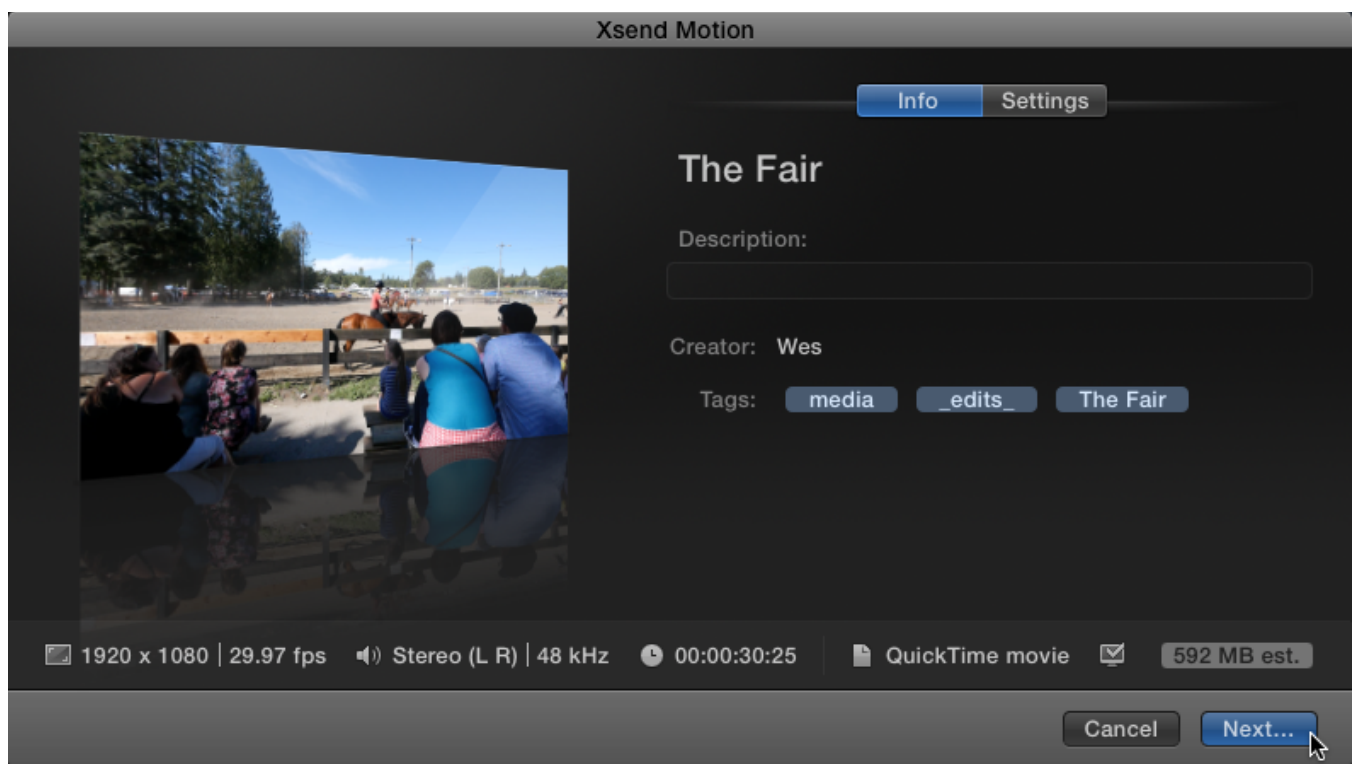 Xsend Motion
Info Settings
The Fair
Description:
Creator: Wes
Tags: media _edits_ The Fair
1920 x 1080 | 29.97 fps Stereo (L R) | 48 kHz 00:00:30:25 QuickTime movie 592 MB est.
Cancel Next...